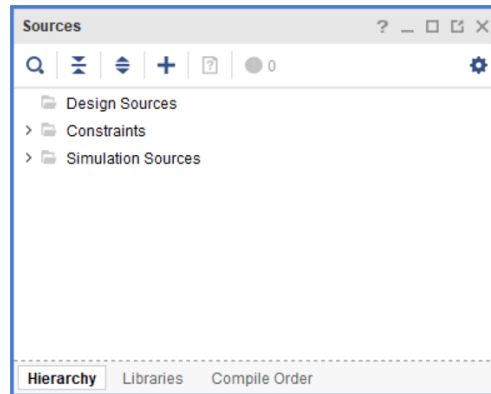 Sources ?
? 0
Design Sources
Constraints
Simulation Sources
Hierarchy Libraries Compile Order